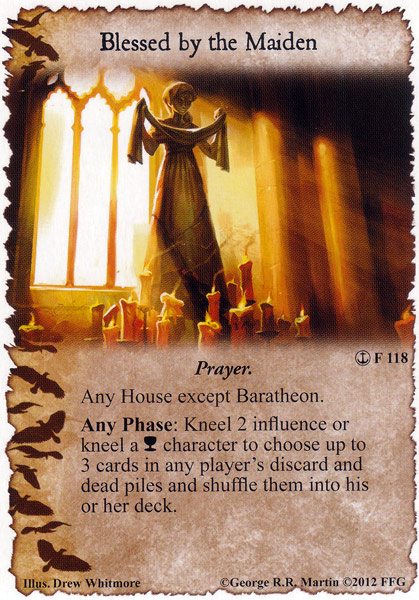 Blessed by the Maiden
F 118
Prayer.
Any House except Baratheon.
Any Phase: Kneel 2 influence or
kneel a character to choose up to
3 cards in any player's discard and
dead piles and shuffle them into his
or her deck.
Illus. Drew Whitmore ©George R.R. Martin ©2012 FFG